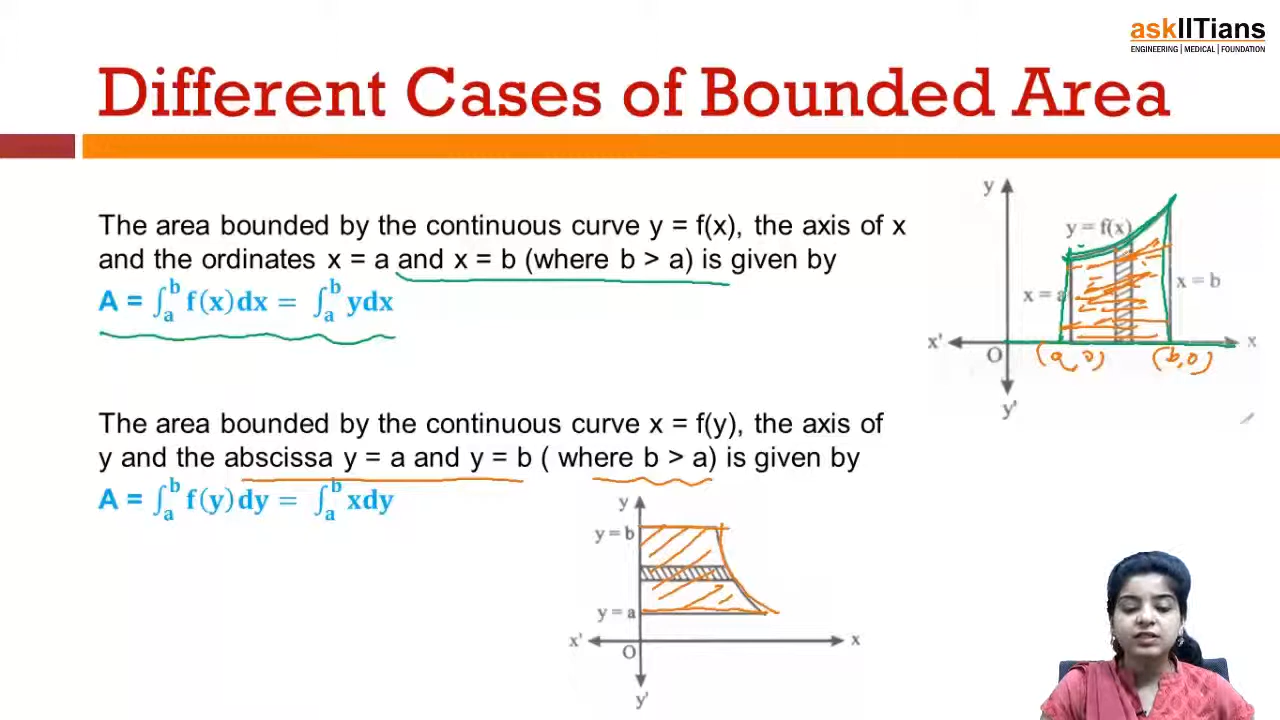 askIITians
ENGINEERING | MEDICAL | FOUNDATION
Different Cases of Bounded Area
The area bounded by the continuous curve y = f(x), the axis of x
and the ordinates x = a and x = b (where b > a) is given by
A = ∫ₐᵇ f(x)dx = ∫ₐᵇ ydx
y
y = f(x)
x = a
x = b
x'
O
x
(a, 0)
(b, 0)
y'
The area bounded by the continuous curve x = f(y), the axis of
y and the abscissa y = a and y = b ( where b > a) is given by
A = ∫ₐᵇ f(y)dy = ∫ₐᵇ xdy
y
y = b
y = a
x'
x
O
y'